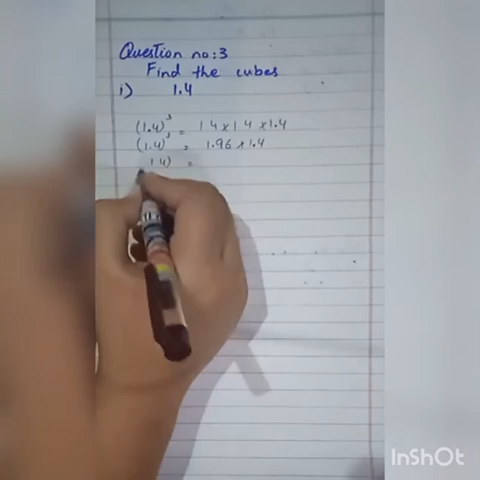 Question no:3
Find the cubes
i) 1.4
(1.4)³ = 1 4 x 1 4 x 1.4
(1.4)³ = 1.96 x 1.4
1 4) =
InShOt